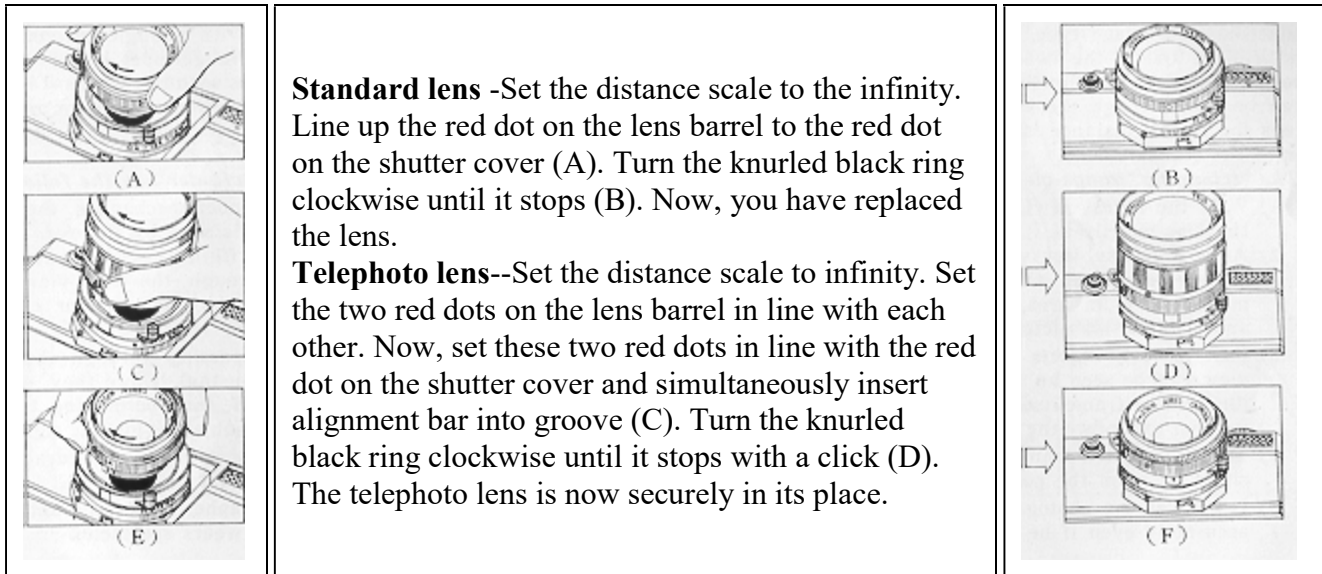 (A)
(C)
(E)
Standard lens -Set the distance scale to the infinity.
Line up the red dot on the lens barrel to the red dot
on the shutter cover (A). Turn the knurled black ring
clockwise until it stops (B). Now, you have replaced
the lens.
Telephoto lens--Set the distance scale to infinity. Set
the two red dots on the lens barrel in line with each
other. Now, set these two red dots in line with the red
dot on the shutter cover and simultaneously insert
alignment bar into groove (C). Turn the knurled
black ring clockwise until it stops with a click (D).
The telephoto lens is now securely in its place.
(B)
(D)
(F)